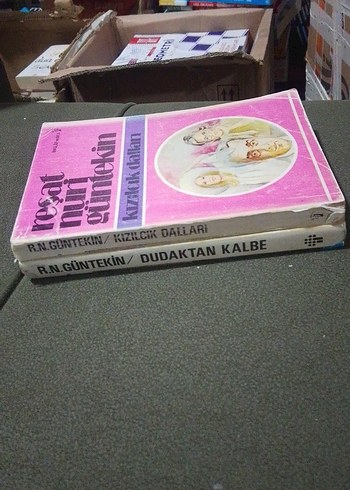 reşat
nuri
güntekin
kızılcık dalları
R.N.GÜNTEKİN/ KIZILCIK DALLARI
R.N.GÜNTEKİN/ DUDAKTAN KALBE